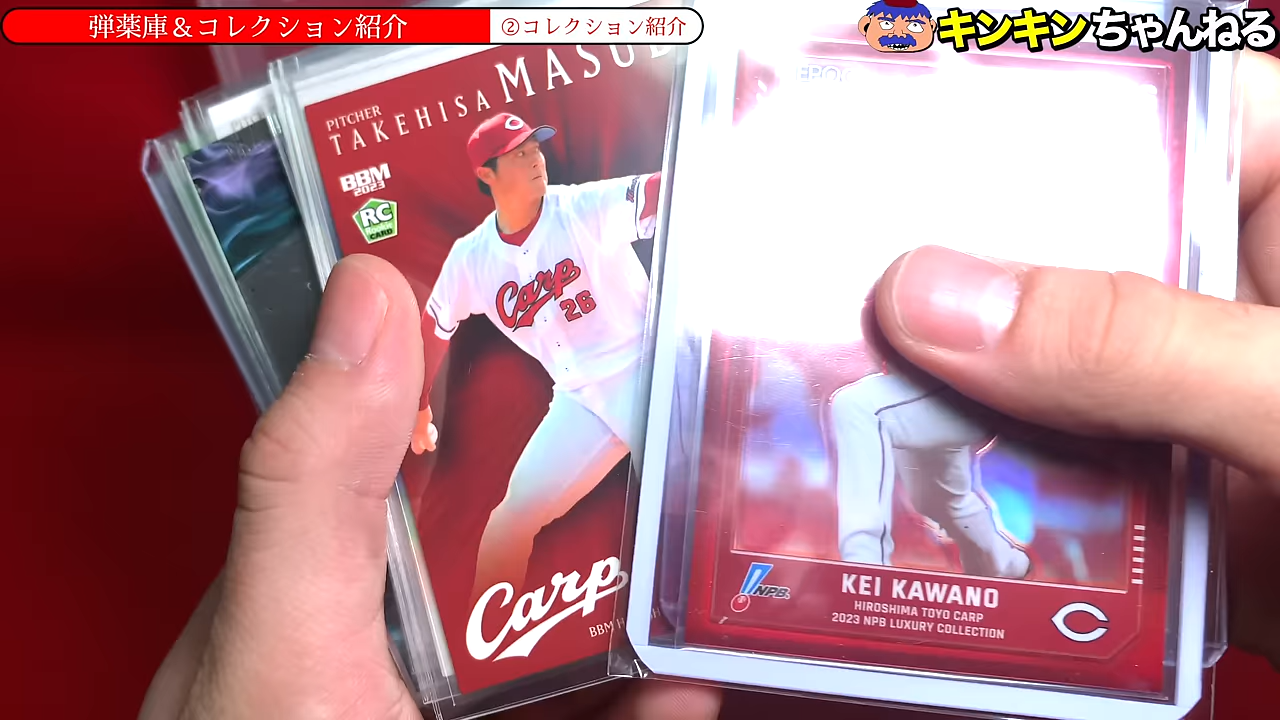 弾薬庫＆コレクション紹介
②コレクション紹介
キンキンちゃんねる
PITCHER
TAKEHISA
BBM
2023
RC
CARD
Carp
26
Carp
BBM
EPOC
KEI KAWANO
HIROSHIMA TOYO CARP
2023 NPB LUXURY COLLECTION
NPB
C